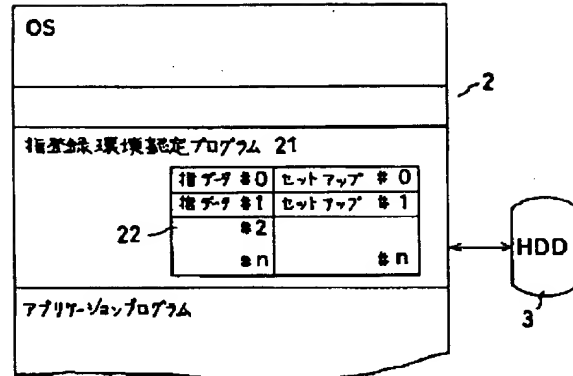 OS
2
指登録環境認定プログラム 21
指データ #0 セットアップ #0
指データ #1 セットアップ #1
22
#2
#n #n
HDD
3
アプリケーションプログラム